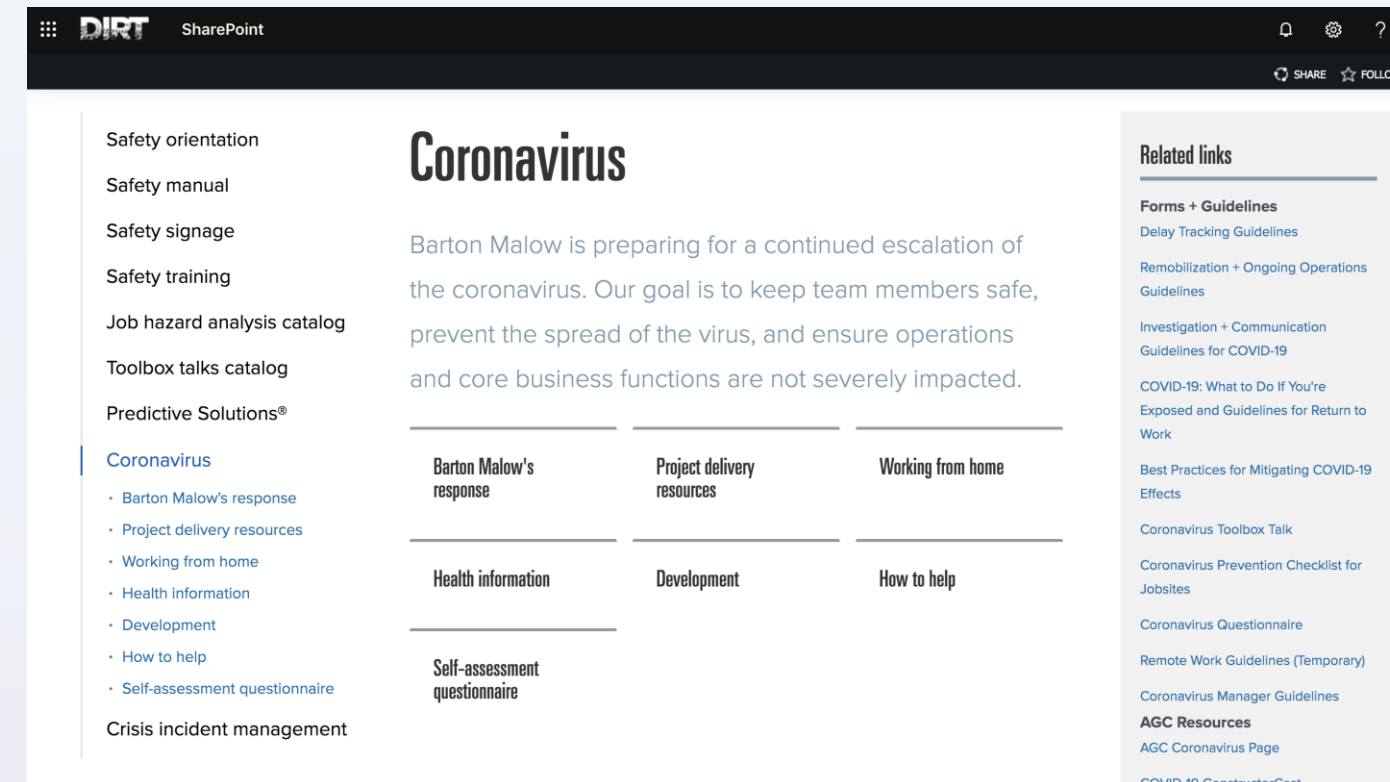 DIRT SharePoint ?
SHARE FOLLO
Safety orientation
Safety manual
Safety signage
Safety training
Job hazard analysis catalog
Toolbox talks catalog
Predictive Solutions®
Coronavirus
• Barton Malow's response
• Project delivery resources
• Working from home
• Health information
• Development
• How to help
• Self-assessment questionnaire
Crisis incident management
Coronavirus
Barton Malow is preparing for a continued escalation of
the coronavirus. Our goal is to keep team members safe,
prevent the spread of the virus, and ensure operations
and core business functions are not severely impacted.
Barton Malow's
response
Project delivery
resources
Working from home
Health information
Development
How to help
Self-assessment
questionnaire
Related links
Forms + Guidelines
Delay Tracking Guidelines
Remobilization + Ongoing Operations
Guidelines
Investigation + Communication
Guidelines for COVID-19
COVID-19: What to Do If You're
Exposed and Guidelines for Return to
Work
Best Practices for Mitigating COVID-19
Effects
Coronavirus Toolbox Talk
Coronavirus Prevention Checklist for
Jobsites
Coronavirus Questionnaire
Remote Work Guidelines (Temporary)
Coronavirus Manager Guidelines
AGC Resources
AGC Coronavirus Page